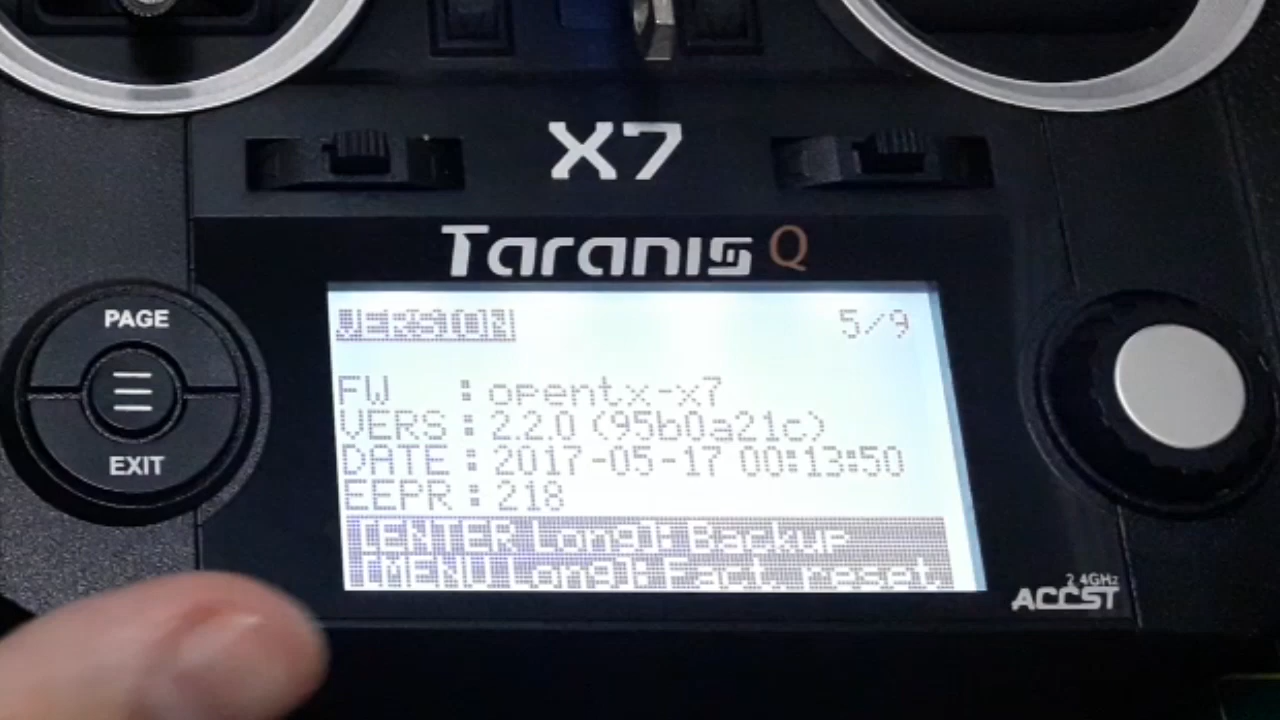 X7
Taranis Q
PAGE
EXIT
VERSION 5/9
FW : opentx-x7
VERS : 2.2.0 (95b0a21c)
DATE : 2017-05-17 00:13:50
EEPR : 218
[ENTER Long]: Backup
[MENU Long]: Fact. reset
2.4GHz
ACCST